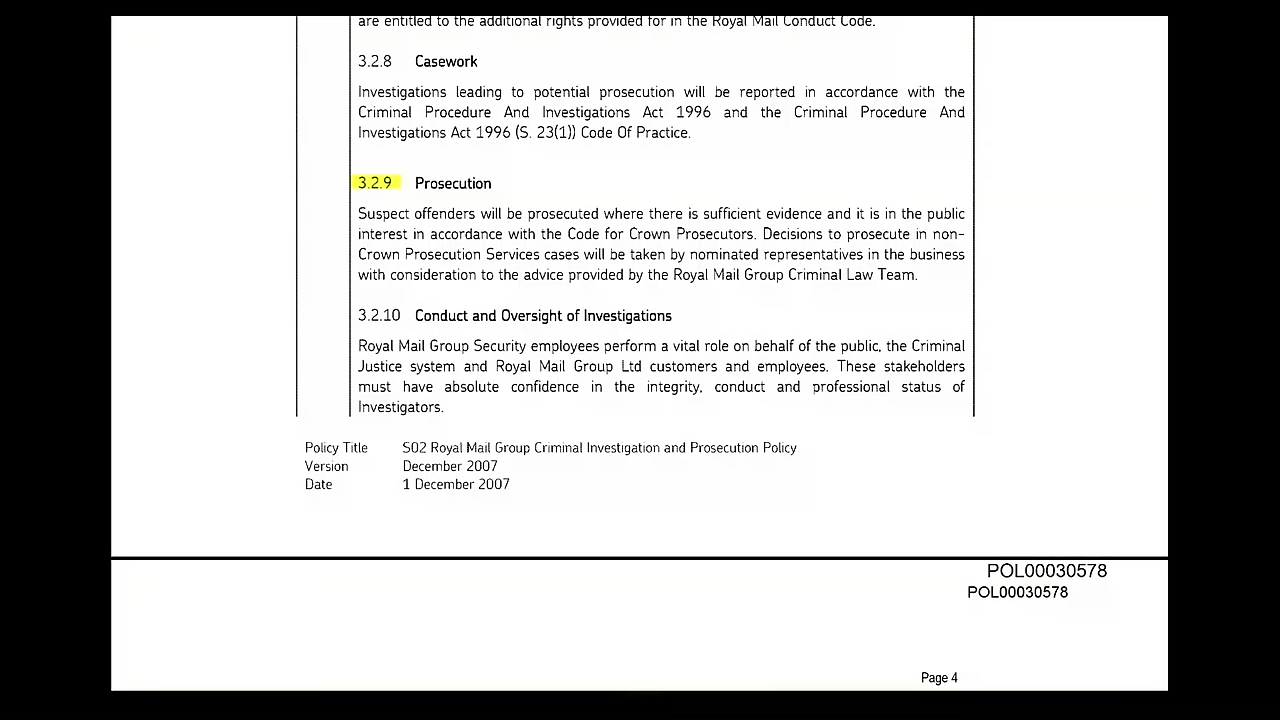 are entitled to the additional rights provided for in the Royal Mail Conduct Code.
3.2.8 Casework
Investigations leading to potential prosecution will be reported in accordance with the
Criminal Procedure And Investigations Act 1996 and the Criminal Procedure And
Investigations Act 1996 (S. 23(1)) Code Of Practice.
3.2.9 Prosecution
Suspect offenders will be prosecuted where there is sufficient evidence and it is in the public
interest in accordance with the Code for Crown Prosecutors. Decisions to prosecute in non-
Crown Prosecution Services cases will be taken by nominated representatives in the business
with consideration to the advice provided by the Royal Mail Group Criminal Law Team.
3.2.10 Conduct and Oversight of Investigations
Royal Mail Group Security employees perform a vital role on behalf of the public, the Criminal
Justice system and Royal Mail Group Ltd customers and employees. These stakeholders
must have absolute confidence in the integrity, conduct and professional status of
Investigators.
Policy Title S02 Royal Mail Group Criminal Investigation and Prosecution Policy
Version December 2007
Date 1 December 2007
POL00030578
POL00030578
Page 4